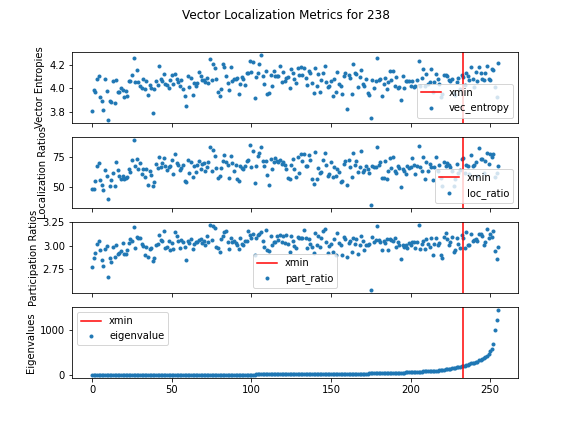 Vector Localization Metrics for 238
Vector Entropies
4.2
4.0
3.8
xmin
vec_entropy
Localization Ratios
75
50
xmin
loc_ratio
Participation Ratios
3.25
3.00
2.75
xmin
part_ratio
Eigenvalues
1000
0
xmin
eigenvalue
0 50 100 150 200 250